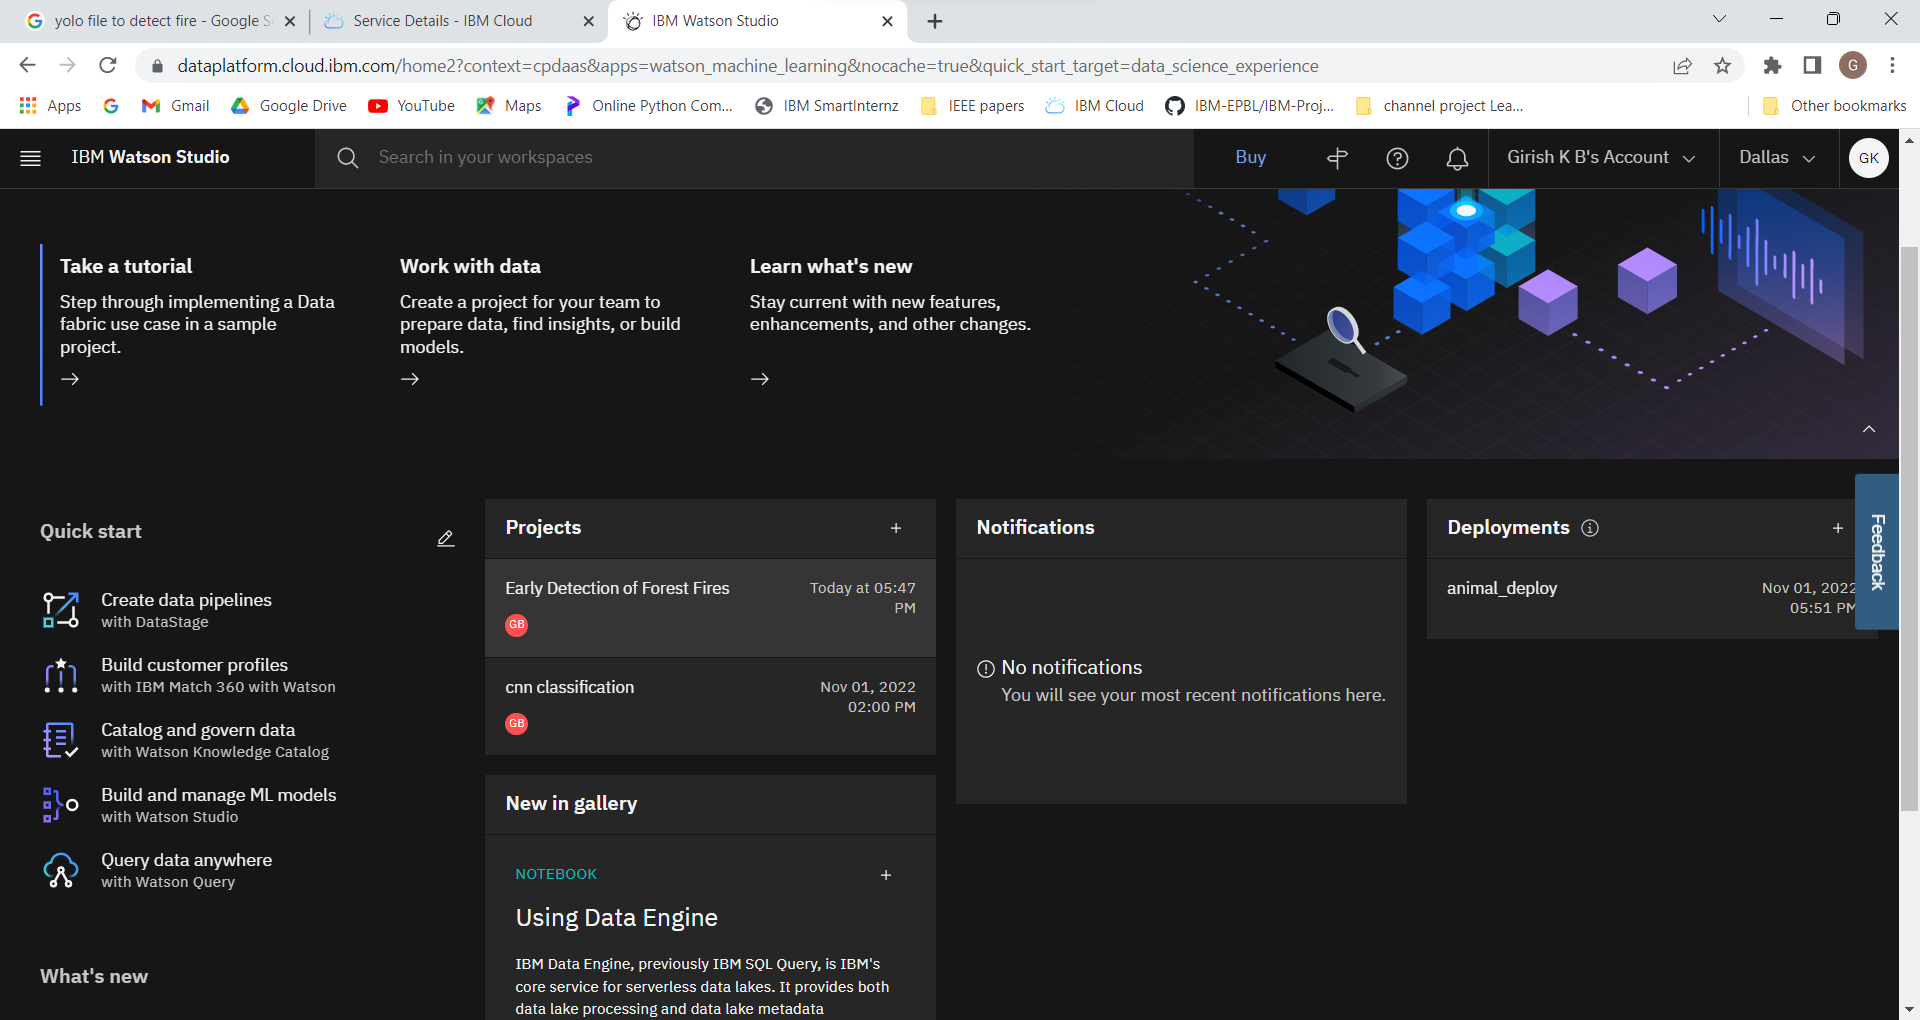 yolo file to detect fire - Google S
Service Details - IBM Cloud
IBM Watson Studio
dataplatform.cloud.ibm.com/home2?context=cpdaas&apps=watson_machine_learning&nocache=true&quick_start_target=data_science_experience
G
Apps
Gmail
Google Drive
YouTube
Maps
Online Python Com...
IBM SmartInternz
IEEE papers
IBM Cloud
IBM-EPBL/IBM-Proj...
channel project Lea...
Other bookmarks
IBM Watson Studio
Search in your workspaces
Buy
Girish K B's Account
Dallas
GK
Take a tutorial
Step through implementing a Data
fabric use case in a sample
project.
Work with data
Create a project for your team to
prepare data, find insights, or build
models.
Learn what's new
Stay current with new features,
enhancements, and other changes.
Feedback
Quick start
Create data pipelines
with DataStage
Build customer profiles
with IBM Match 360 with Watson
Catalog and govern data
with Watson Knowledge Catalog
Build and manage ML models
with Watson Studio
Query data anywhere
with Watson Query
What's new
Projects
Early Detection of Forest Fires
Today at 05:47
PM
GB
cnn classification
Nov 01, 2022
02:00 PM
GB
New in gallery
NOTEBOOK
Using Data Engine
IBM Data Engine, previously IBM SQL Query, is IBM's
core service for serverless data lakes. It provides both
data lake processing and data lake metadata
Notifications
No notifications
You will see your most recent notifications here.
Deployments
animal_deploy
Nov 01, 2022
05:51 PM